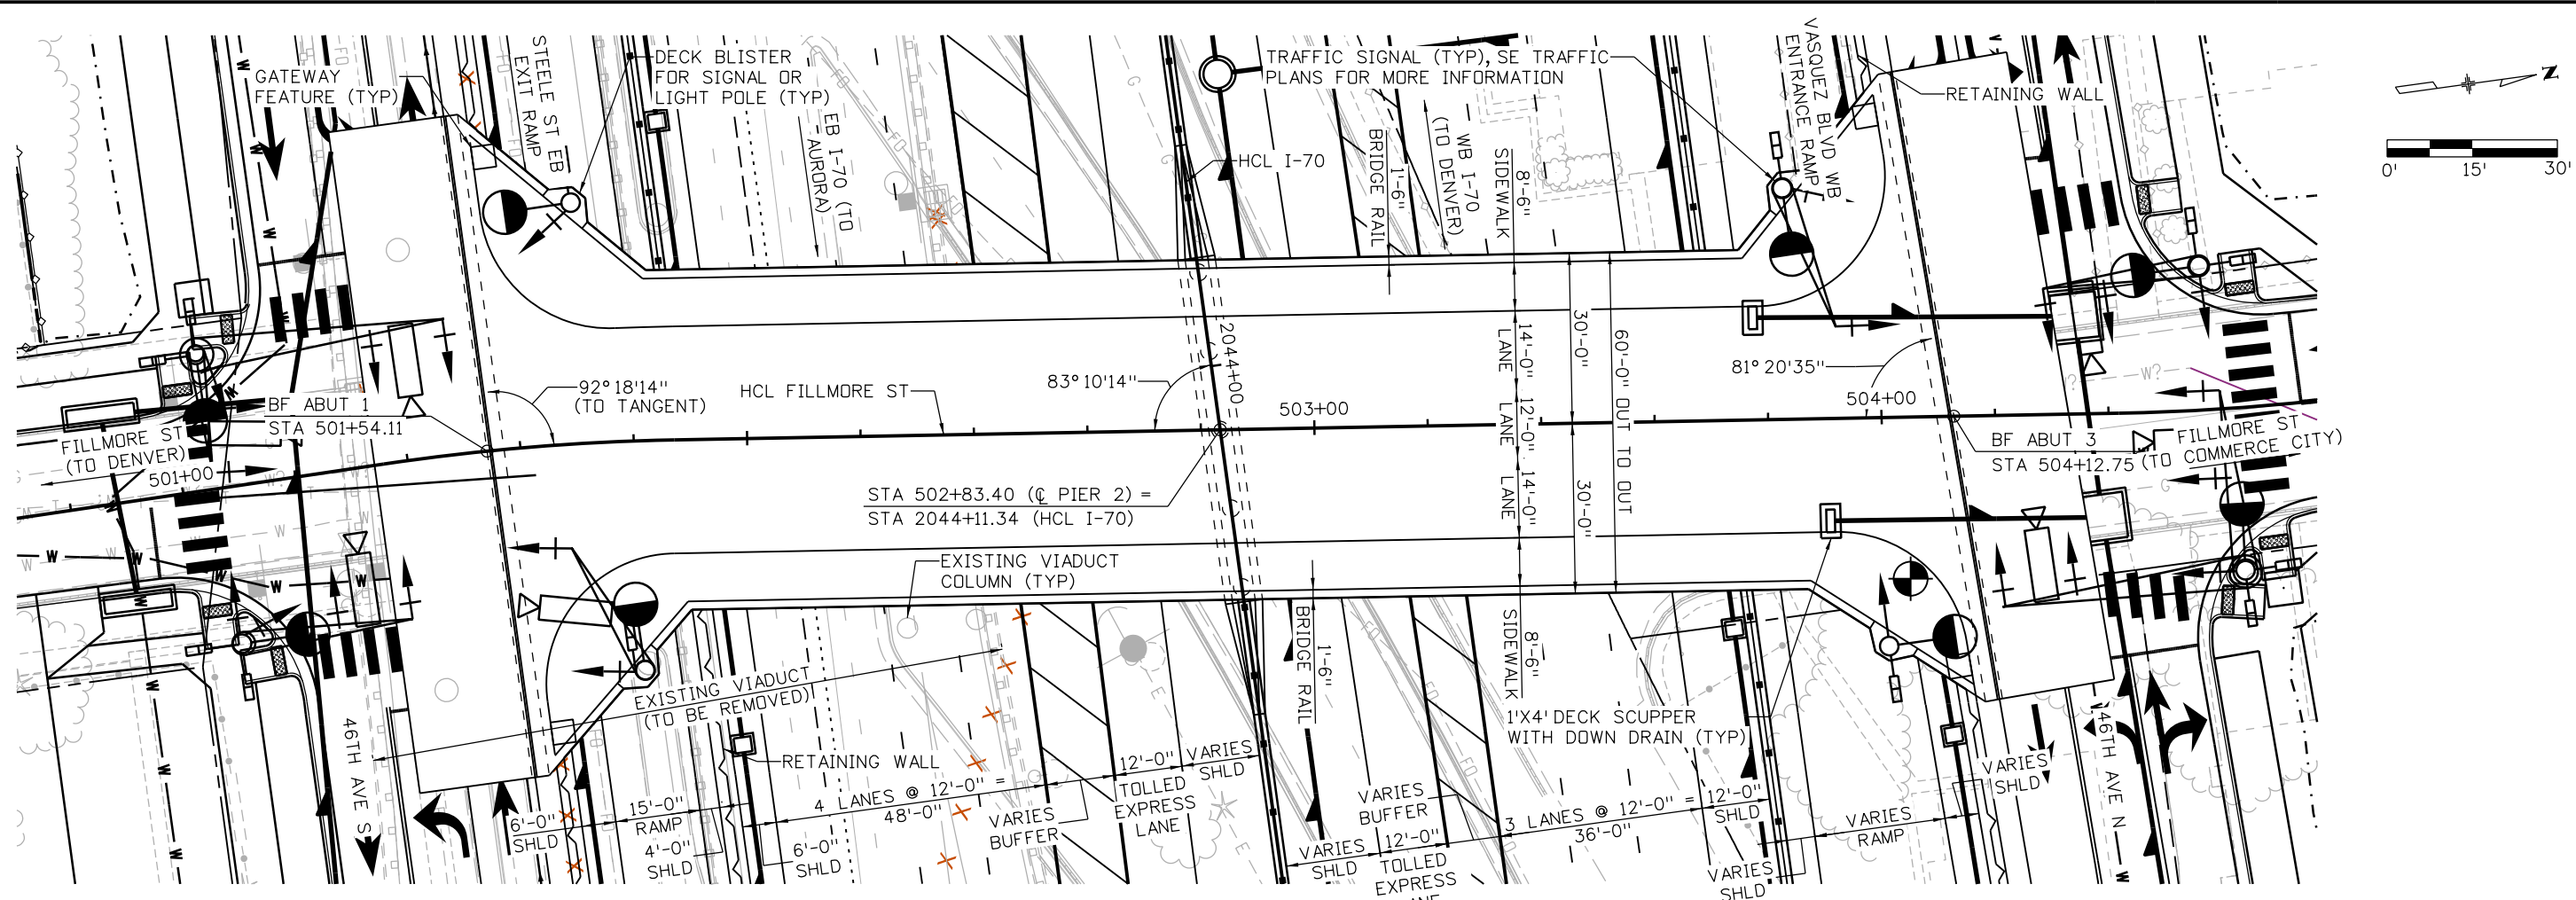 GATEWAY
FEATURE (TYP)
STEELE ST EB
EXIT RAMP
DECK BLISTER
FOR SIGNAL OR
LIGHT POLE (TYP)
EB I-70 (TO
AURORA)
TRAFFIC SIGNAL (TYP), SE TRAFFIC
PLANS FOR MORE INFORMATION
HCL I-70
BRIDGE RAIL
1'-6"
WB I-70
(TO DENVER)
8'-6"
SIDEWALK
VASQUEZ BLVD WB
ENTRANCE RAMP
RETAINING WALL
N
0'
15'
30'
2044+00
14'-0"
LANE
12'-0"
LANE
14'-0"
LANE
30'-0"
30'-0"
60'-0" OUT TO OUT
92°18'14"
(TO TANGENT)
HCL FILLMORE ST
83°10'14"
503+00
81°20'35"
504+00
BF ABUT 1
STA 501+54.11
FILLMORE ST
(TO DENVER)
501+00
BF ABUT 3
STA 504+12.75
FILLMORE ST
(TO COMMERCE CITY)
STA 502+83.40 (℄ PIER 2) =
STA 2044+11.34 (HCL I-70)
EXISTING VIADUCT
COLUMN (TYP)
EXISTING VIADUCT
(TO BE REMOVED)
RETAINING WALL
BRIDGE RAIL
1'-6"
SIDEWALK
8'-6"
1'X4' DECK SCUPPER
WITH DOWN DRAIN (TYP)
46TH AVE S
46TH AVE N
6'-0"
SHLD
15'-0"
RAMP
4'-0"
SHLD
6'-0"
SHLD
4 LANES @ 12'-0" =
48'-0"
VARIES
BUFFER
12'-0"
TOLLED
EXPRESS
LANE
VARIES
SHLD
VARIES
SHLD
12'-0"
TOLLED
EXPRESS
VARIES
BUFFER
3 LANES @ 12'-0" =
36'-0"
12'-0"
SHLD
VARIES
SHLD
VARIES
RAMP
VARIES
SHLD